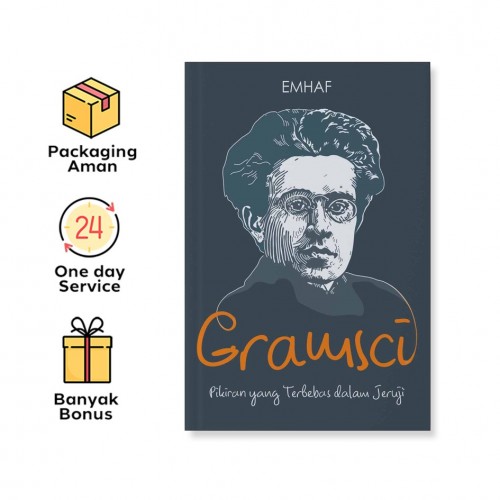 Packaging
Aman
24
One day
Service
Banyak
Bonus
EMHAF
Gramsci
Pikiran yang Terbebas dalam Jeruji